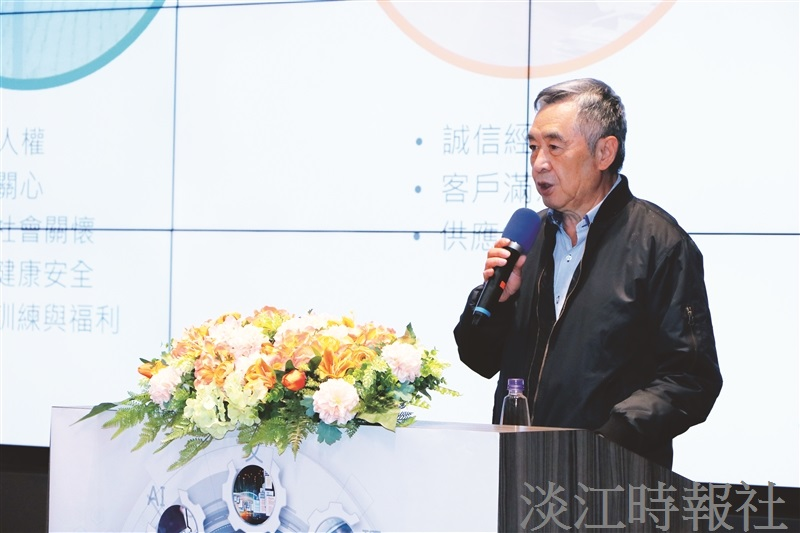 人權
關心
社會關懷
健康安全
訓練與福利
• 誠信經
• 客戶滿
• 供應
AI
淡江時報社